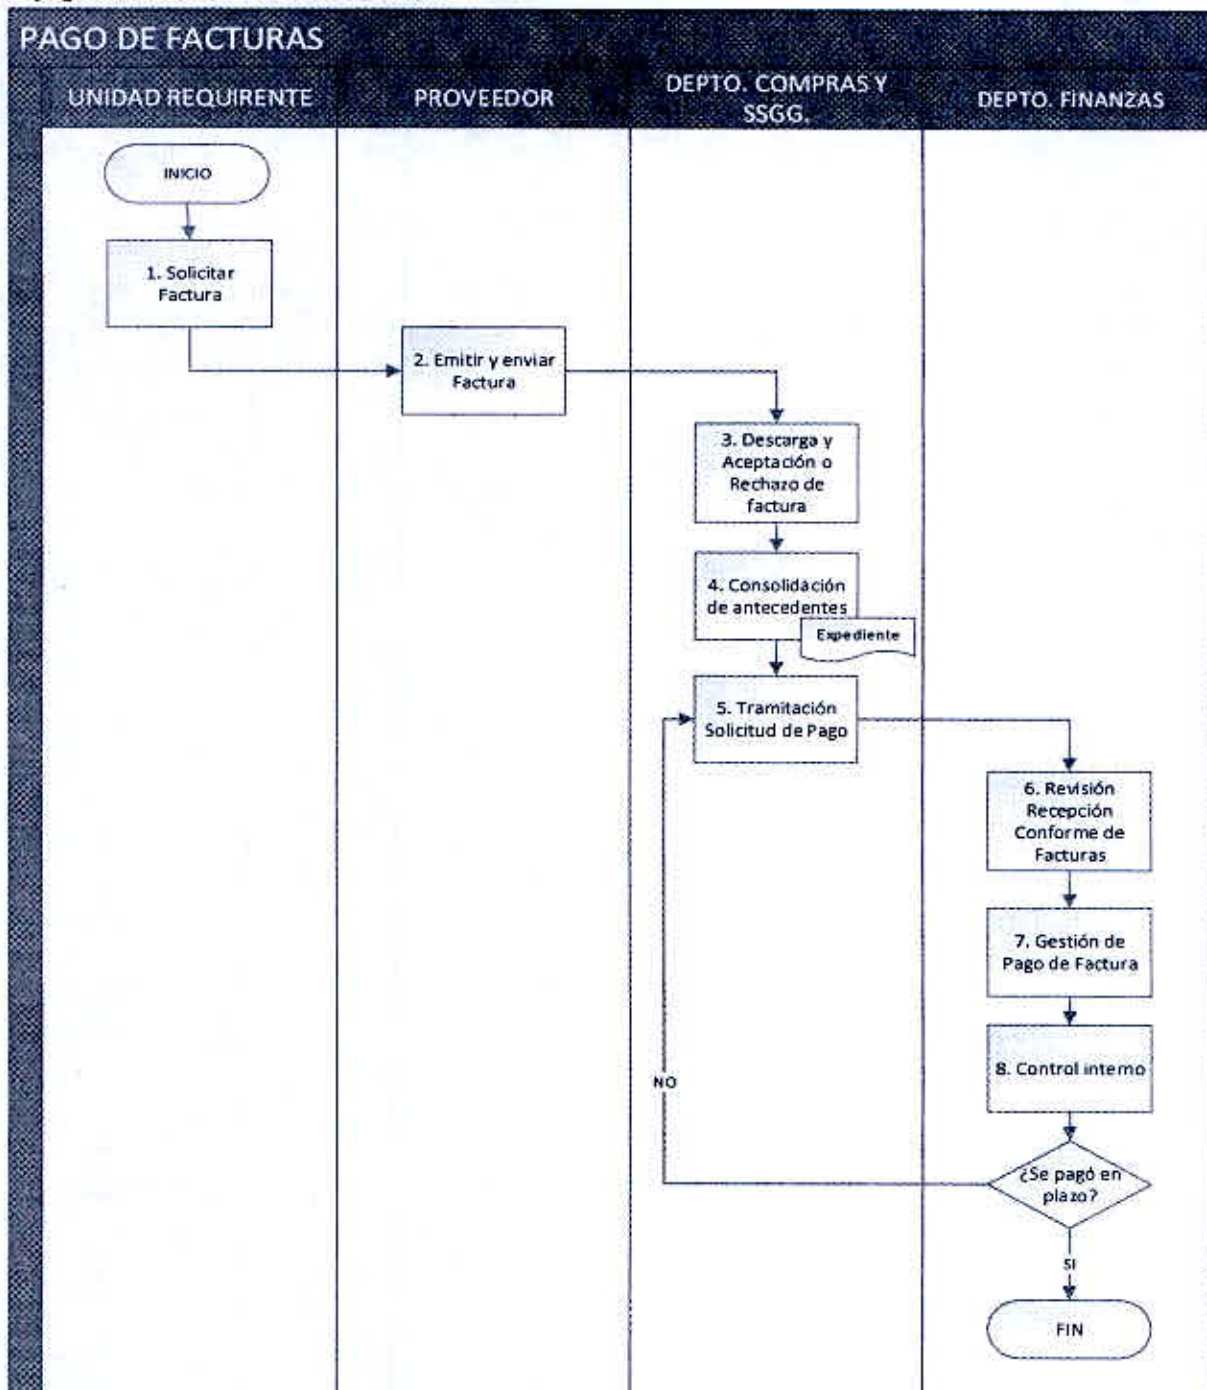 PAGO DE FACTURAS
UNIDAD REQUIRENTE
PROVEEDOR
DEPTO. COMPRAS Y
SSGG.
DEPTO. FINANZAS
INICIO
1. Solicitar
Factura
2. Emitir y enviar
Factura
3. Descarga y
Aceptación o
Rechazo de
factura
4. Consolidación
de antecedentes
Expediente
5. Tramitación
Solicitud de Pago
6. Revisión
Recepción
Conforme de
Facturas
7. Gestión de
Pago de Factura
8. Control interno
NO
¿Se pagó en
plazo?
SI
FIN